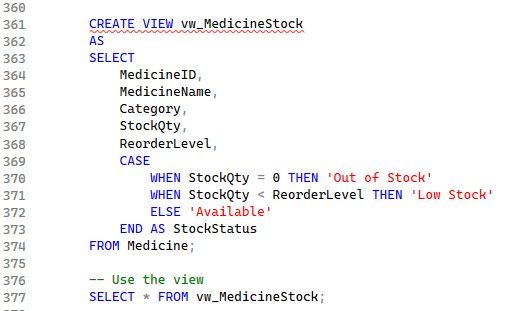 360
361 CREATE VIEW vw_MedicineStock
362 AS
363 SELECT
364 MedicineID,
365 MedicineName,
366 Category,
367 StockQty,
368 ReorderLevel,
369 CASE
370 WHEN StockQty = 0 THEN 'Out of Stock'
371 WHEN StockQty < ReorderLevel THEN 'Low Stock'
372 ELSE 'Available'
373 END AS StockStatus
374 FROM Medicine;
375
376 -- Use the view
377 SELECT * FROM vw_MedicineStock;